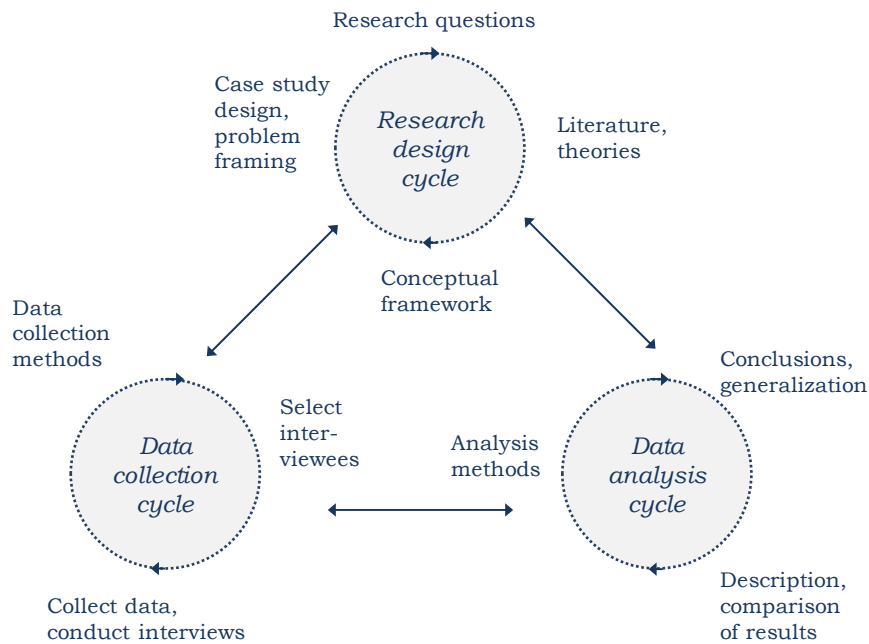 Research questions
Case study
design,
problem
framing
Research
design
cycle
Literature,
theories
Conceptual
framework
Data
collection
methods
Data
collection
cycle
Select
inter-
viewees
Collect data,
conduct interviews
Analysis
methods
Data
analysis
cycle
Conclusions,
generalization
Description,
comparison
of results